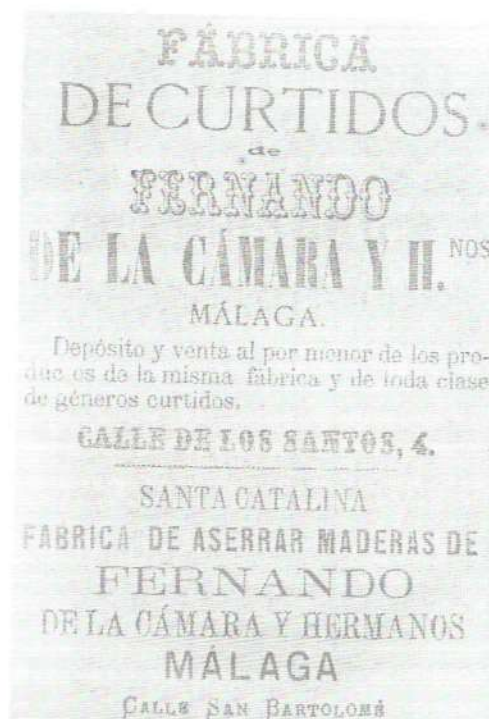 FÁBRICA
DE CURTIDOS
de
FERNANDO
DE LA CÁMARA Y H.NOS
MÁLAGA.
Depósito y venta al por menor de los pro-
duc os de la misma fábrica y de toda clase
de géneros curtidos.
CALLE DE LOS SANTOS, 4.
SANTA CATALINA
FABRICA DE ASERRAR MADERAS DE
FERNANDO
DE LA CÁMARA Y HERMANOS
MÁLAGA
CALLE SAN BARTOLOMÉ